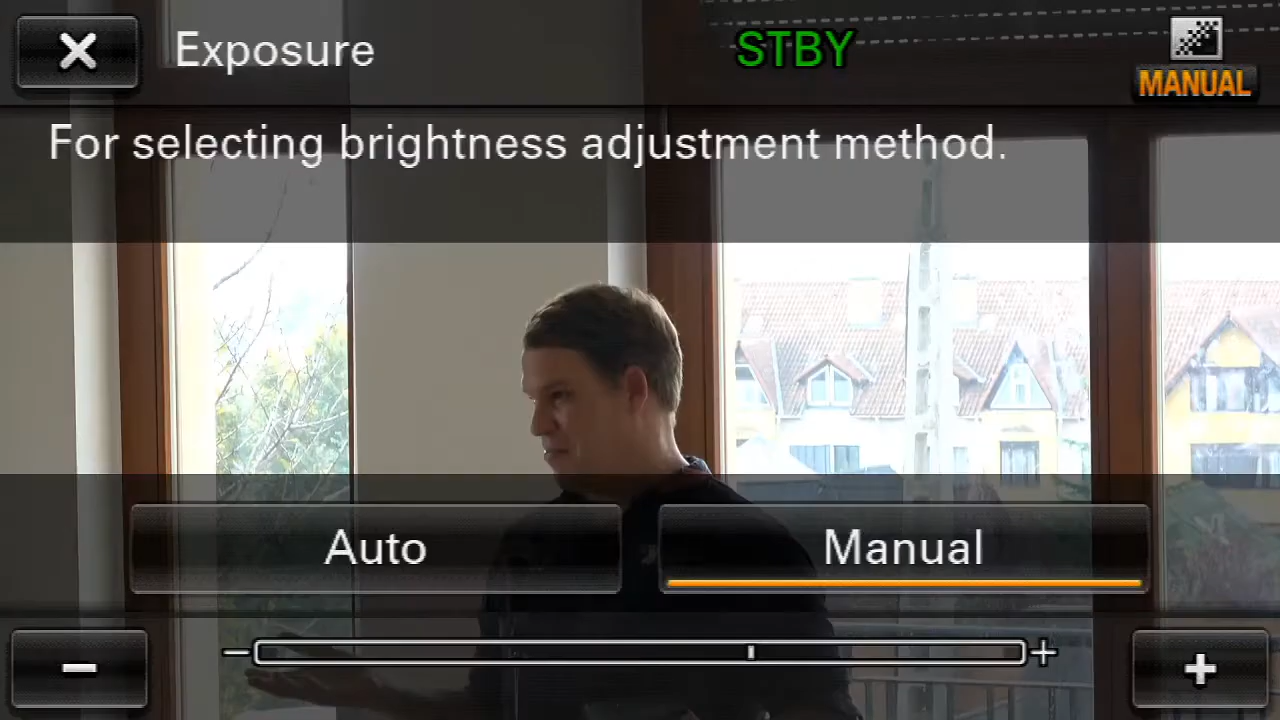 Exposure
STBY
MANUAL
For selecting brightness adjustment method.
Auto
Manual